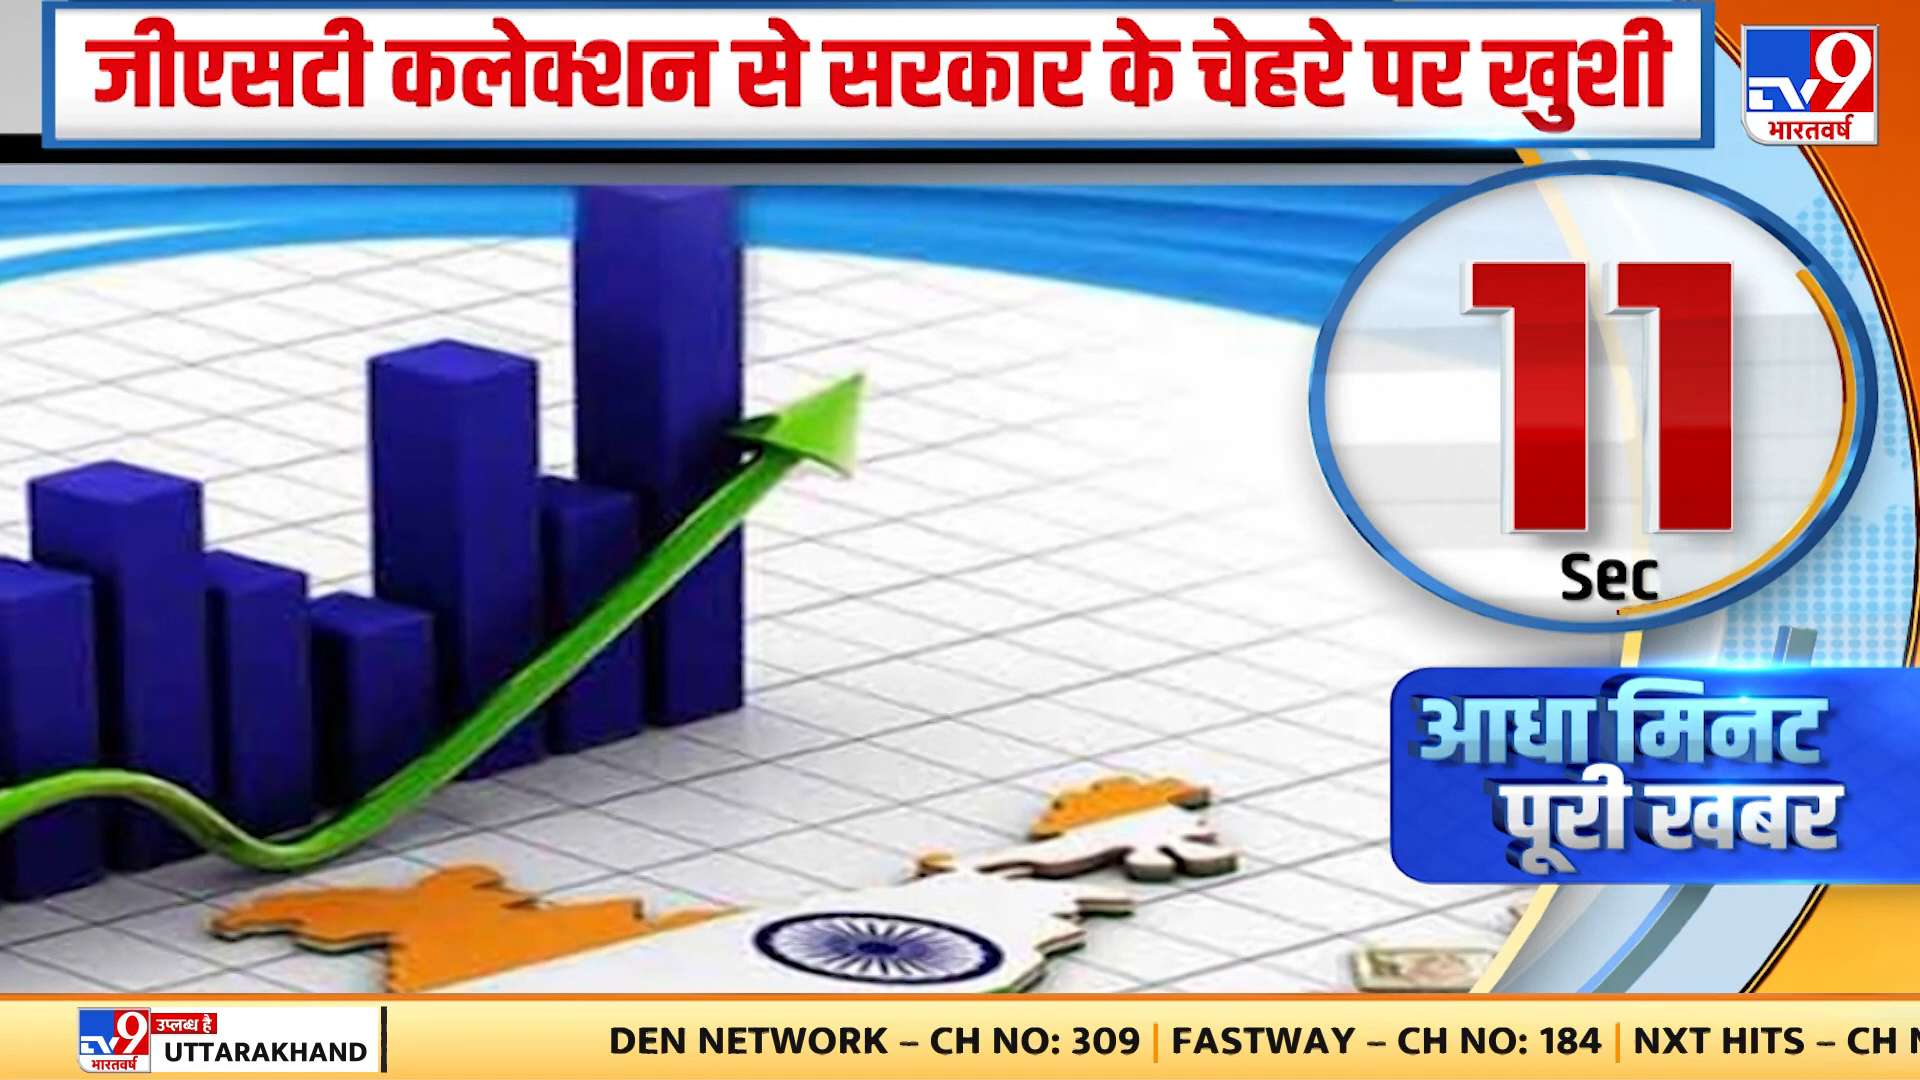 जीएसटी कलेक्शन से सरकार के चेहरे पर खुशी
TV9
भारतवर्ष
11
Sec
आधा मिनट
पूरी खबर
TV9
भारतवर्ष
उपलब्ध है
UTTARAKHAND
DEN NETWORK – CH NO: 309 | FASTWAY – CH NO: 184 | NXT HITS – CH